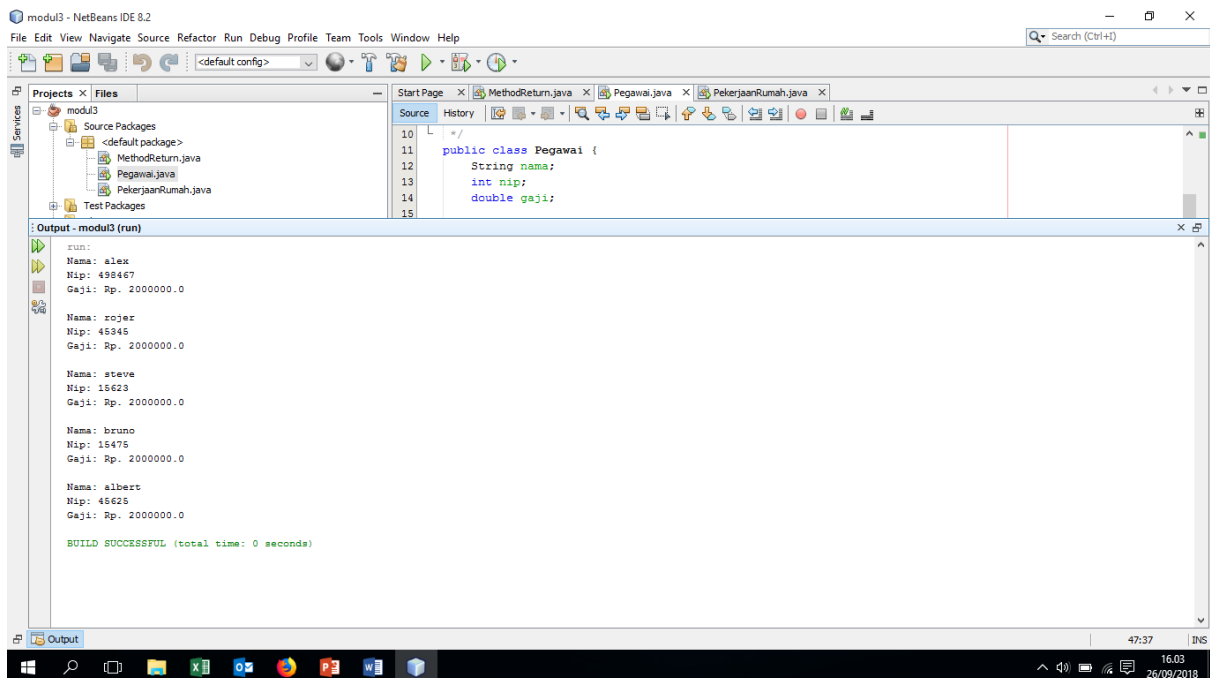 modul3 - NetBeans IDE 8.2
File Edit View Navigate Source Refactor Run Debug Profile Team Tools Window Help
Search (Ctrl+I)
<default config>
Projects Files
Start Page MethodReturn.java Pegawai.java PekerjaanRumah.java
Services
modul3
Source Packages
<default package>
MethodReturn.java
Pegawai.java
PekerjaanRumah.java
Test Packages
Source History
10 */
11 public class Pegawai {
12 String nama;
13 int nip;
14 double gaji;
15
Output - modul3 (run)
run:
Nama: alex
Nip: 498467
Gaji: Rp. 2000000.0
Nama: rojer
Nip: 45345
Gaji: Rp. 2000000.0
Nama: steve
Nip: 15623
Gaji: Rp. 2000000.0
Nama: bruno
Nip: 15475
Gaji: Rp. 2000000.0
Nama: albert
Nip: 45625
Gaji: Rp. 2000000.0
BUILD SUCCESSFUL (total time: 0 seconds)
Output
47:37 INS
16.03
26/09/2018